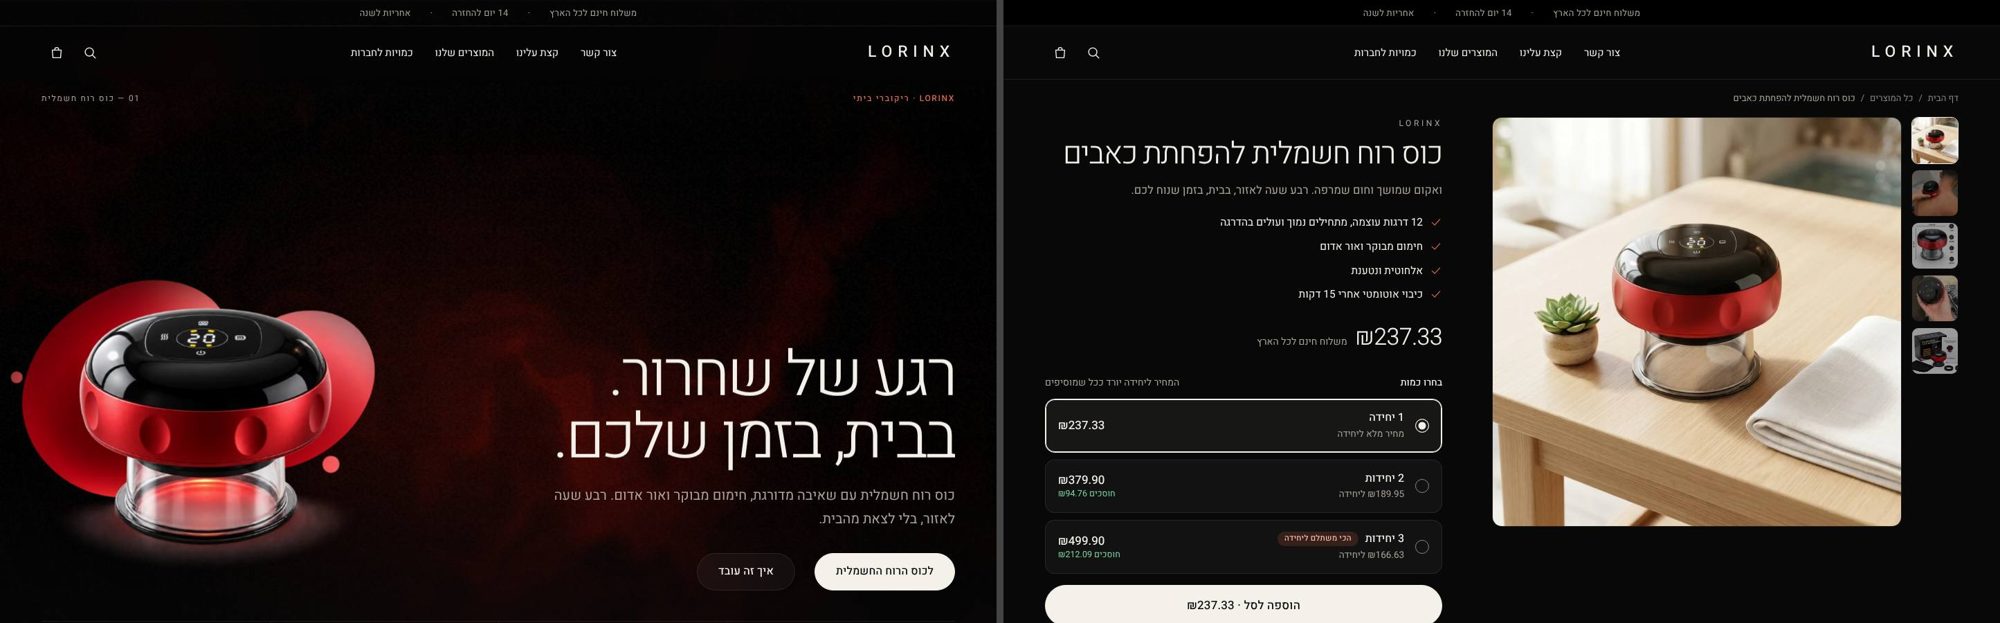 משלוח חינם לכל הארץ · 14 יום להחזרה · אחריות לשנה
LORINX
צור קשר קצת עלינו המוצרים שלנו כמויות לחברות
LORINX · ריקוברי ביתי
01 — כוס רוח חשמלית
רגע של שחרור.
בבית, בזמן שלכם.
כוס רוח חשמלית עם שאיבה מדורגת, חימום מבוקר ואור אדום. רבע שעה
לאזור, בלי לצאת מהבית.
לכוס הרוח החשמלית
איך זה עובד
20
משלוח חינם לכל הארץ · 14 יום להחזרה · אחריות לשנה
LORINX
צור קשר קצת עלינו המוצרים שלנו כמויות לחברות
דף הבית / כל המוצרים / כוס רוח חשמלית להפחתת כאבים
20
LORINX
כוס רוח חשמלית להפחתת כאבים
ואקום שמושך וחום שמרפה. רבע שעה לאזור, בבית, בזמן שנוח לכם.
12 דרגות עוצמה, מתחילים נמוך ועולים בהדרגה
חימום מבוקר ואור אדום
אלחוטית ונטענת
כיבוי אוטומטי אחרי 15 דקות
₪237.33 משלוח חינם לכל הארץ
בחרו כמות
המחיר ליחידה יורד ככל שמוסיפים
1 יחידה
מחיר מלא ליחידה
₪237.33
2 יחידות
₪189.95 ליחידה
₪379.90
חוסכים ₪94.76
3 יחידות הכי משתלם ליחידה
₪166.63 ליחידה
₪499.90
חוסכים ₪212.09
הוספה לסל · ₪237.33